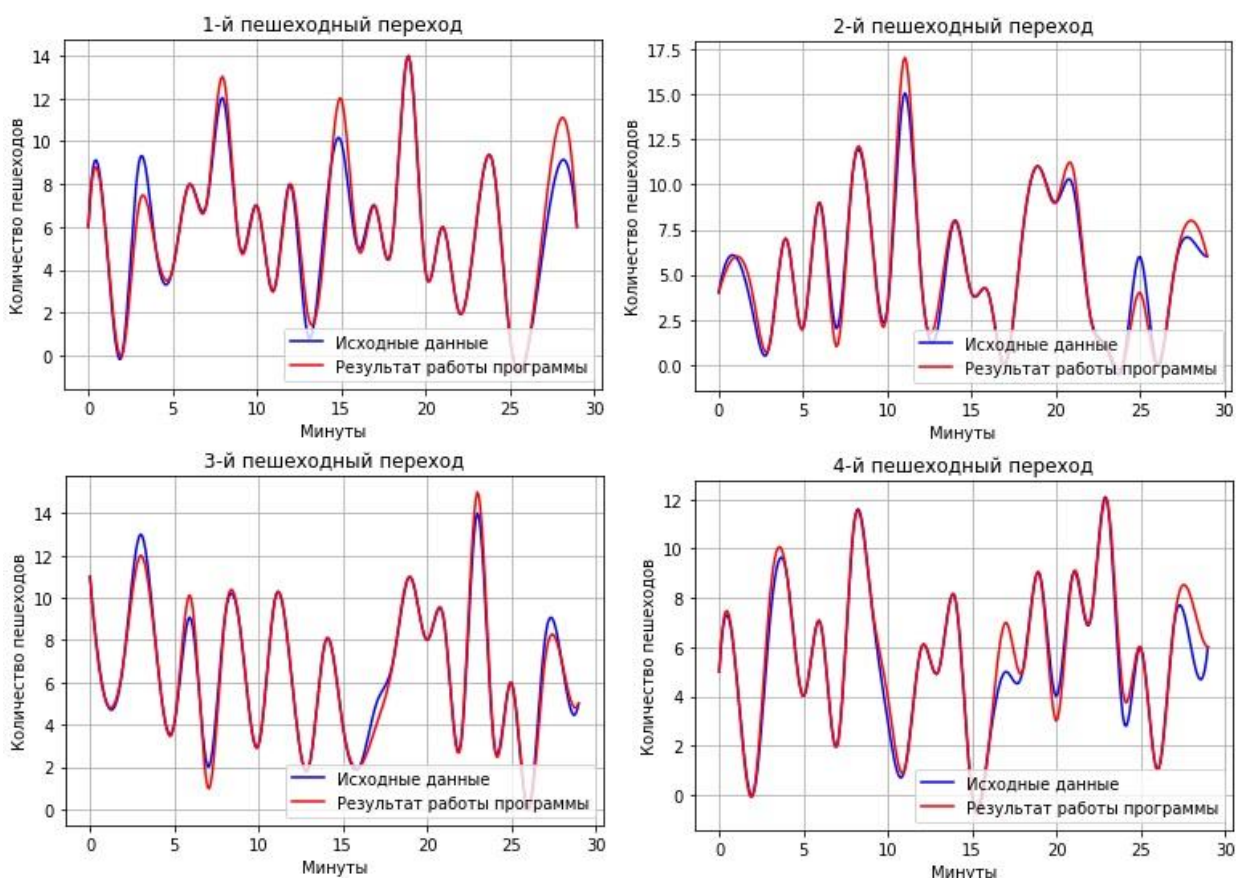 1-й пешеходный переход
Количество пешеходов
14
12
10
8
6
4
2
0
Исходные данные
Результат работы программы
0 5 10 15 20 25 30
Минуты
2-й пешеходный переход
Количество пешеходов
17.5
15.0
12.5
10.0
7.5
5.0
2.5
0.0
Исходные данные
Результат работы программы
0 5 10 15 20 25 30
Минуты
3-й пешеходный переход
Количество пешеходов
14
12
10
8
6
4
2
0
Исходные данные
Результат работы программы
0 5 10 15 20 25 30
Минуты
4-й пешеходный переход
Количество пешеходов
12
10
8
6
4
2
0
Исходные данные
Результат работы программы
0 5 10 15 20 25 30
Минуты